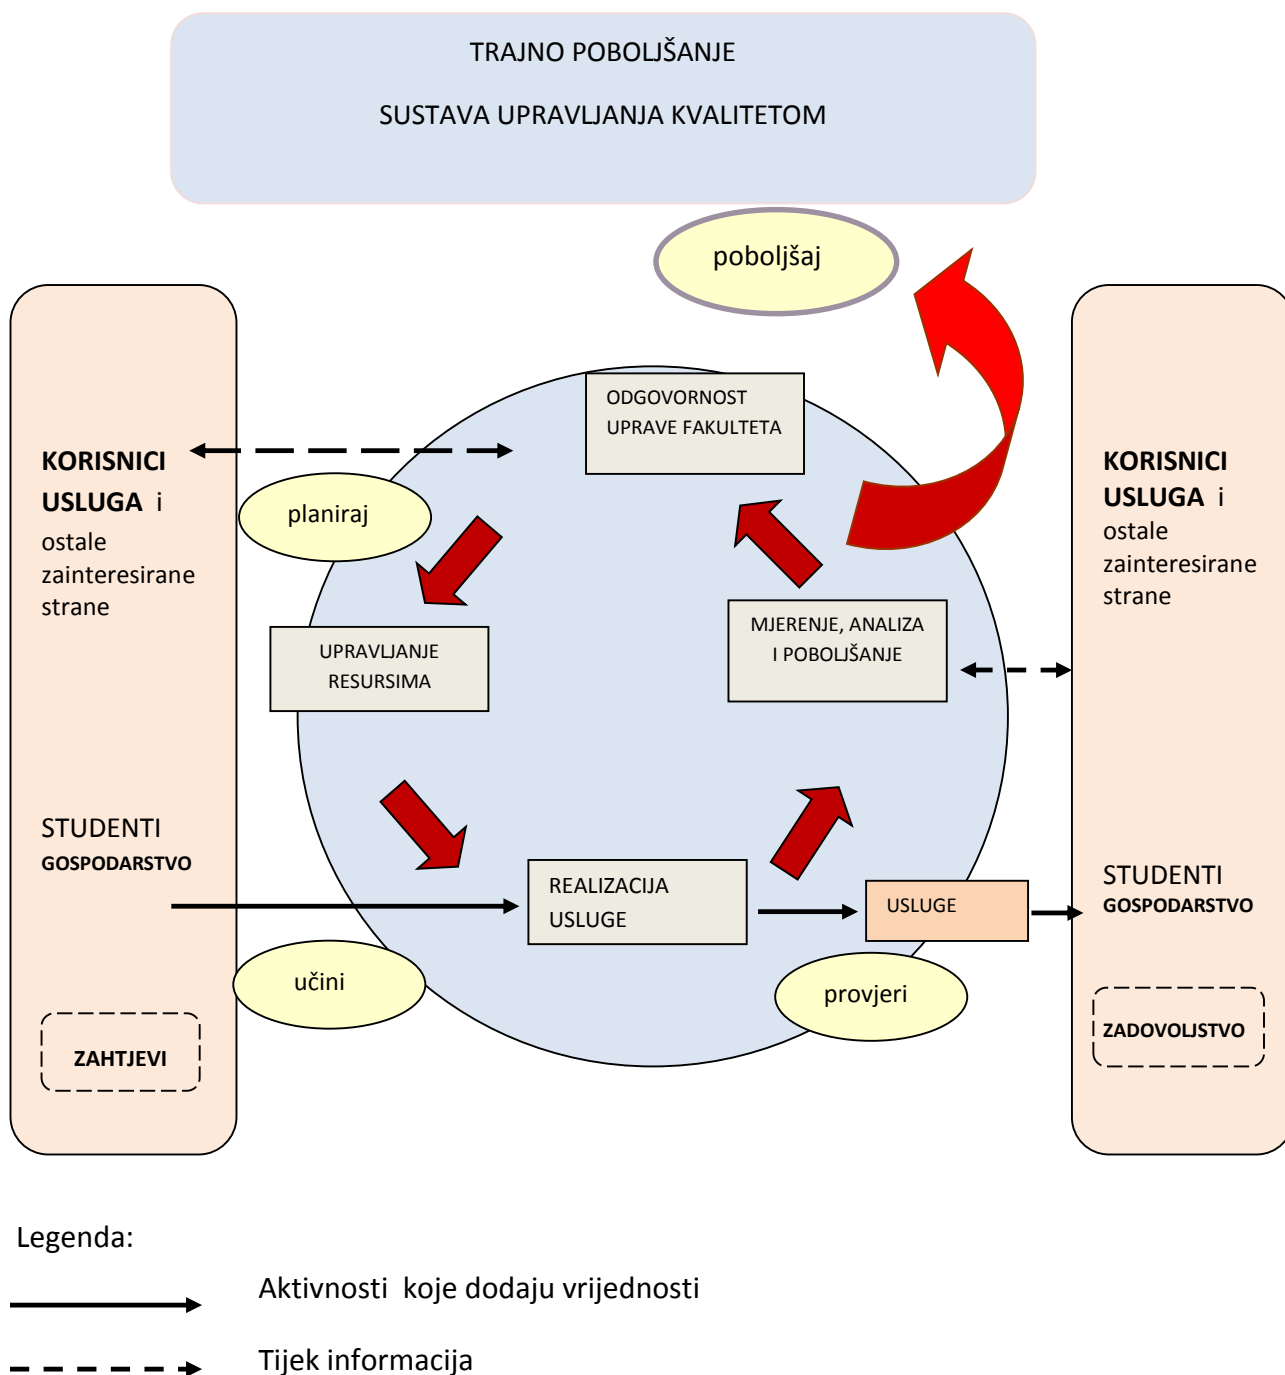 TRAJNO POBOLJŠANJE
SUSTAVA UPRAVLJANJA KVALITETOM
poboljšaj
ODGOVORNOST
UPRAVE FAKULTETA
KORISNICI
USLUGA i
ostale
zainteresirane
strane
planiraj
UPRAVLJANJE
RESURSIMA
MJERENJE, ANALIZA
I POBOLJŠANJE
KORISNICI
USLUGA i
ostale
zainteresirane
strane
STUDENTI
GOSPODARSTVO
REALIZACIJA
USLUGE
USLUGE
STUDENTI
GOSPODARSTVO
učini
provjeri
ZAHTJEVI
ZADOVOLJSTVO
Legenda:
Aktivnosti koje dodaju vrijednosti
Tijek informacija